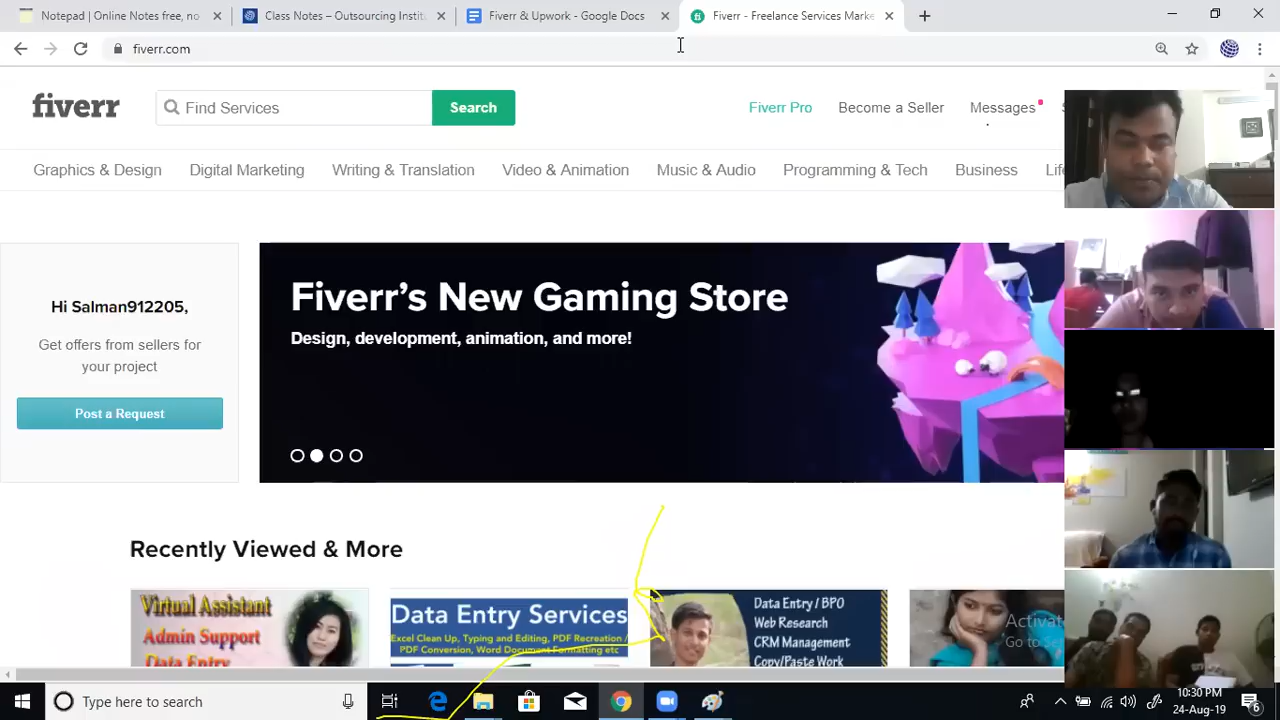 Notepad | Online Notes free, no
Class Notes – Outsourcing Instit
Fiverr & Upwork - Google Docs
Fiverr - Freelance Services Marke
fiverr.com
fiverr
Find Services
Search
Fiverr Pro
Become a Seller
Messages
Graphics & Design
Digital Marketing
Writing & Translation
Video & Animation
Music & Audio
Programming & Tech
Business
Hi Salman912205,
Get offers from sellers for
your project
Post a Request
Fiverr's New Gaming Store
Design, development, animation, and more!
Recently Viewed & More
Virtual Assistant
Admin Support
Data Entry
Data Entry Services
Excel Clean Up, Typing and Editing, PDF Recreation /
PDF Conversion, Word Document Formatting etc
Data Entry / BPO
Web Research
CRM Management
Copy/Paste Work
Activat
Go to Se
Type here to search
10:30 PM
24-Aug-19
6